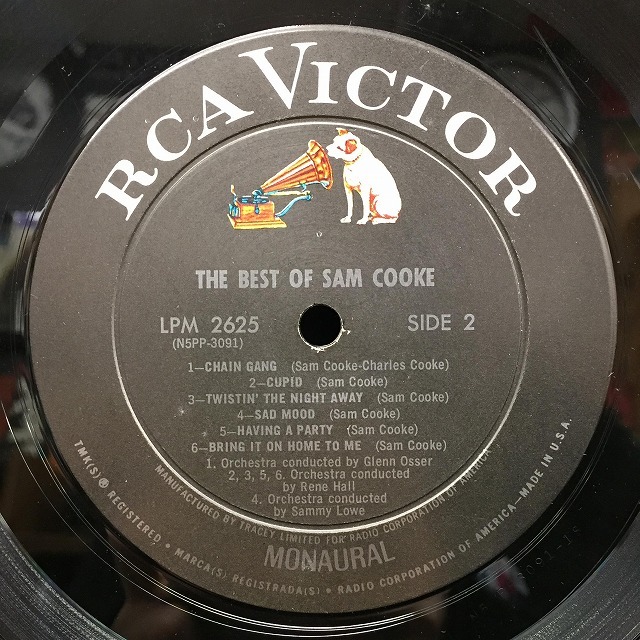 RCA VICTOR
THE BEST OF SAM COOKE
LPM 2625
(N5PP-3091)
SIDE 2
1—CHAIN GANG (Sam Cooke-Charles Cooke)
2—CUPID (Sam Cooke)
3—TWISTIN' THE NIGHT AWAY (Sam Cooke)
4—SAD MOOD (Sam Cooke)
5—HAVING A PARTY (Sam Cooke)
6—BRING IT ON HOME TO ME (Sam Cooke)
1. Orchestra conducted by Glenn Osser
2, 3, 5, 6. Orchestra conducted
by Rene Hall
4. Orchestra conducted
by Sammy Lowe
MANUFACTURED BY TRACEY LIMITED FOR RADIO CORPORATION OF AMERICA
MONAURAL
TMK(S) ® REGISTERED • MARCA(S) REGISTRADA(S) • RADIO CORPORATION OF AMERICA—MADE IN U.S.A.